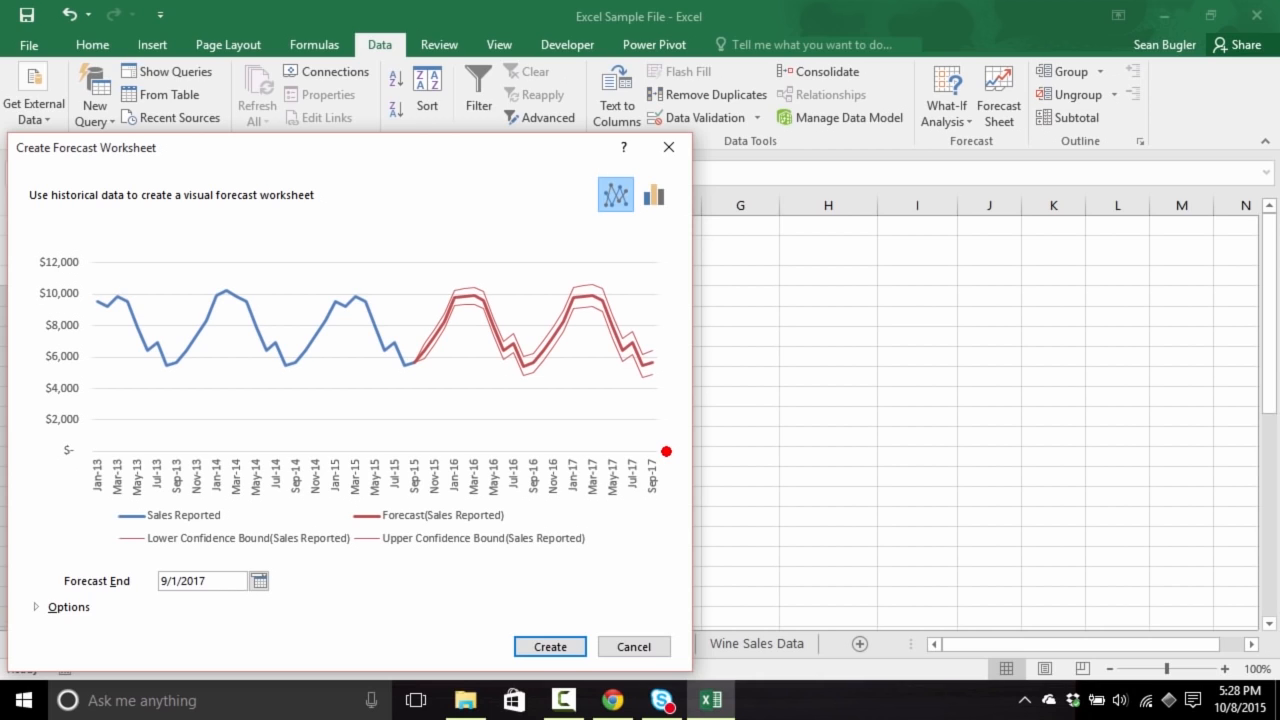 Excel Sample File - Excel
File Home Insert Page Layout Formulas Data Review View Developer Power Pivot Tell me what you want to do... Sean Bugler Share
Get External Data
New Query
Show Queries
From Table
Recent Sources
Refresh All
Connections
Properties
Edit Links
Sort
Filter
Clear
Reapply
Advanced
Text to Columns
Flash Fill
Remove Duplicates
Data Validation
Consolidate
Relationships
Manage Data Model
What-If Analysis
Forecast Sheet
Group
Ungroup
Subtotal
Data Tools
Forecast
Outline
Create Forecast Worksheet ?
Use historical data to create a visual forecast worksheet
G H I J K L M N
$12,000
$10,000
$8,000
$6,000
$4,000
$2,000
$-
Jan-13 Mar-13 May-13 Jul-13 Sep-13 Nov-13 Jan-14 Mar-14 May-14 Jul-14 Sep-14 Nov-14 Jan-15 Mar-15 May-15 Jul-15 Sep-15 Nov-15 Jan-16 Mar-16 May-16 Jul-16 Sep-16 Nov-16 Jan-17 Mar-17 May-17 Jul-17 Sep-17
Sales Reported Forecast(Sales Reported)
Lower Confidence Bound(Sales Reported) Upper Confidence Bound(Sales Reported)
Forecast End 9/1/2017
Options
Create Cancel
Wine Sales Data
100%
Ask me anything
5:28 PM
10/8/2015